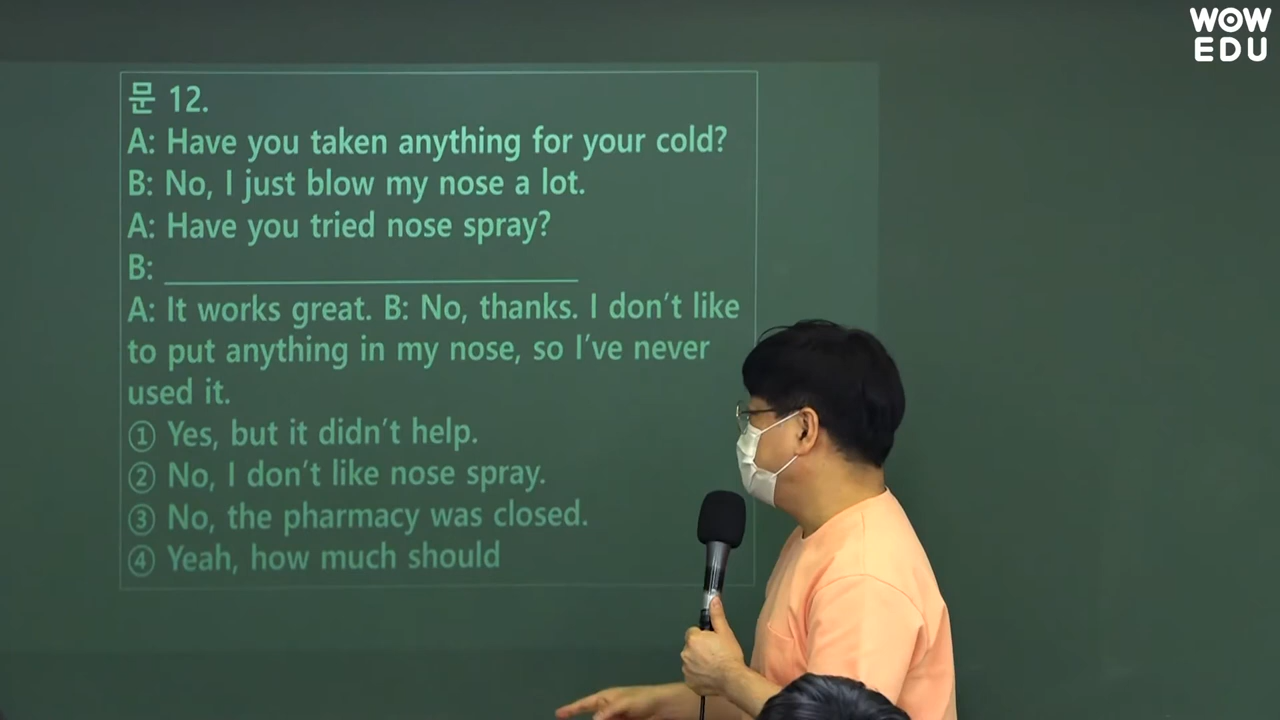 WOW
EDU
문 12.
A: Have you taken anything for your cold?
B: No, I just blow my nose a lot.
A: Have you tried nose spray?
B: ______________________________
A: It works great. B: No, thanks. I don't like
to put anything in my nose, so I've never
used it.
① Yes, but it didn't help.
② No, I don't like nose spray.
③ No, the pharmacy was closed.
④ Yeah, how much should